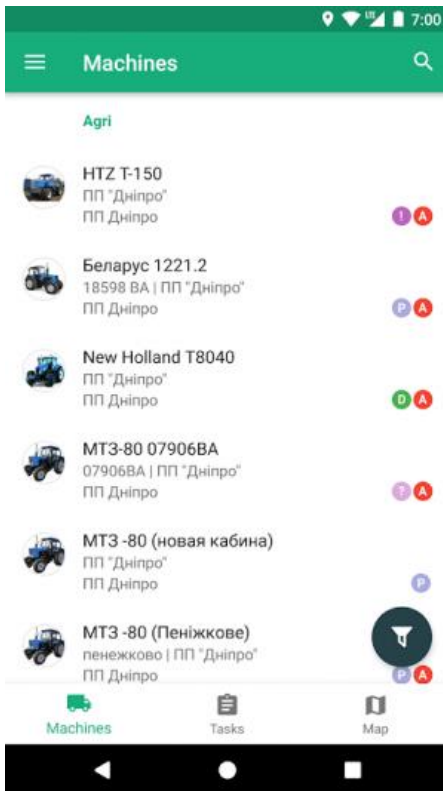 LTE 7:00
Machines
Agri
HTZ T-150
ПП "Дніпро"
ПП Дніпро
! A
Беларус 1221.2
18598 BA | ПП "Дніпро"
ПП Дніпро
P A
New Holland T8040
ПП "Дніпро"
ПП Дніпро
D A
МТЗ-80 07906ВА
07906ВА | ПП "Дніпро"
ПП Дніпро
? A
МТЗ -80 (новая кабина)
ПП "Дніпро"
ПП Дніпро
P
МТЗ -80 (Пеніжкове)
пенежково | ПП "Дніпро"
ПП Дніпро
P A
Machines Tasks Map